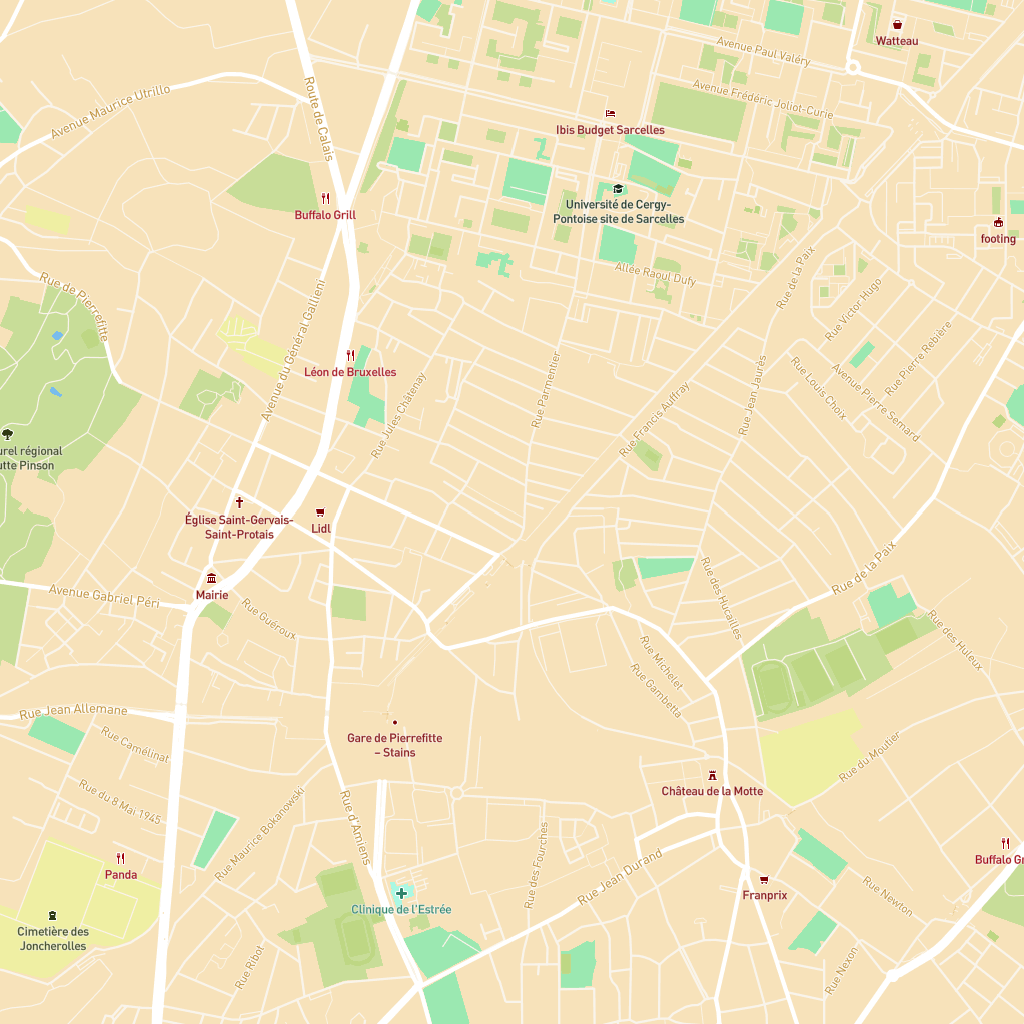 Watteau
Avenue Paul Valéry
Avenue Maurice Utrillo
Route de Calais
Avenue Frédéric Joliot-Curie
Ibis Budget Sarcelles
Buffalo Grill
Université de Cergy-
Pontoise site de Sarcelles
footing
Rue de Pierrefitte
Avenue du Général Gallieni
Allée Raoul Dufy
Rue de la Paix
Rue Victor Hugo
Léon de Bruxelles
Rue Jules Châtenay
Rue Parmentier
Rue Francis Auffray
Rue Jean Jaurès
Rue Louis Choix
Avenue Pierre Semard
Rue Pierre Rebière
urel régional
utte Pinson
Église Saint-Gervais-
Saint-Protais
Lidl
Mairie
Avenue Gabriel Péri
Rue Guéroux
Rue des Hucailles
Rue de la Paix
Rue des Huleux
Rue Michelet
Rue Gambetta
Rue Jean Allemane
Rue Camélinat
Gare de Pierrefitte
– Stains
Rue du Moutier
Château de la Motte
Rue du 8 Mai 1945
Rue Maurice Bokanowski
Rue d'Amiens
Rue des Fourches
Rue Jean Durand
Panda
Buffalo Gr
Franprix
Rue Newton
Clinique de l'Estrée
Cimetière des
Joncherolles
Rue Ribot
Rue Nexon